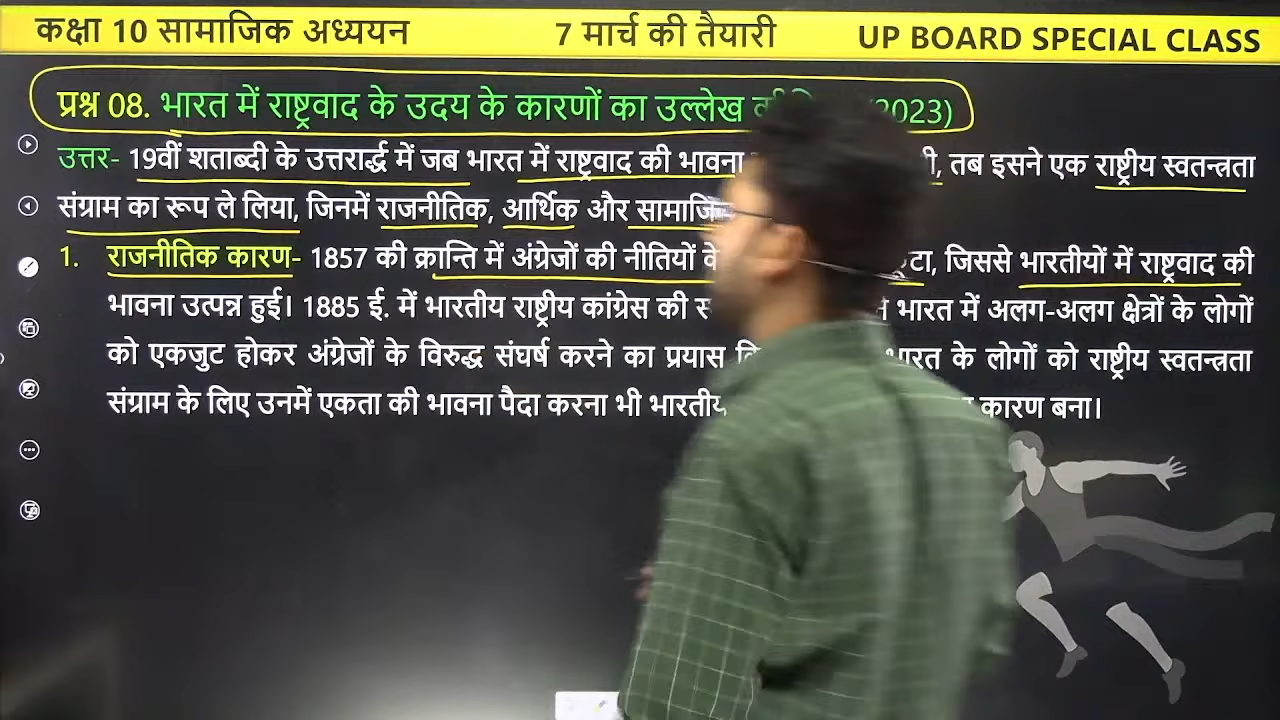 कक्षा 10 सामाजिक अध्ययन 7 मार्च की तैयारी UP BOARD SPECIAL CLASS
प्रश्न 08. भारत में राष्ट्रवाद के उदय के कारणों का उल्लेख 2023)
उत्तर- 19वीं शताब्दी के उत्तरार्द्ध में जब भारत में राष्ट्रवाद की भावना तब इसने एक राष्ट्रीय स्वतन्त्रता
संग्राम का रूप ले लिया, जिनमें राजनीतिक, आर्थिक और
1. राजनीतिक कारण- 1857 की क्रान्ति में अंग्रेजों की नीतियों जिससे भारतीयों में राष्ट्रवाद की
भावना उत्पन्न हुई। 1885 ई. में भारतीय राष्ट्रीय कांग्रेस की भारत में अलग-अलग क्षेत्रों के लोगों
को एकजुट होकर अंग्रेजों के विरुद्ध संघर्ष करने का प्रयास के लोगों को राष्ट्रीय स्वतन्त्रता
संग्राम के लिए उनमें एकता की भावना पैदा करना भी कारण बना।